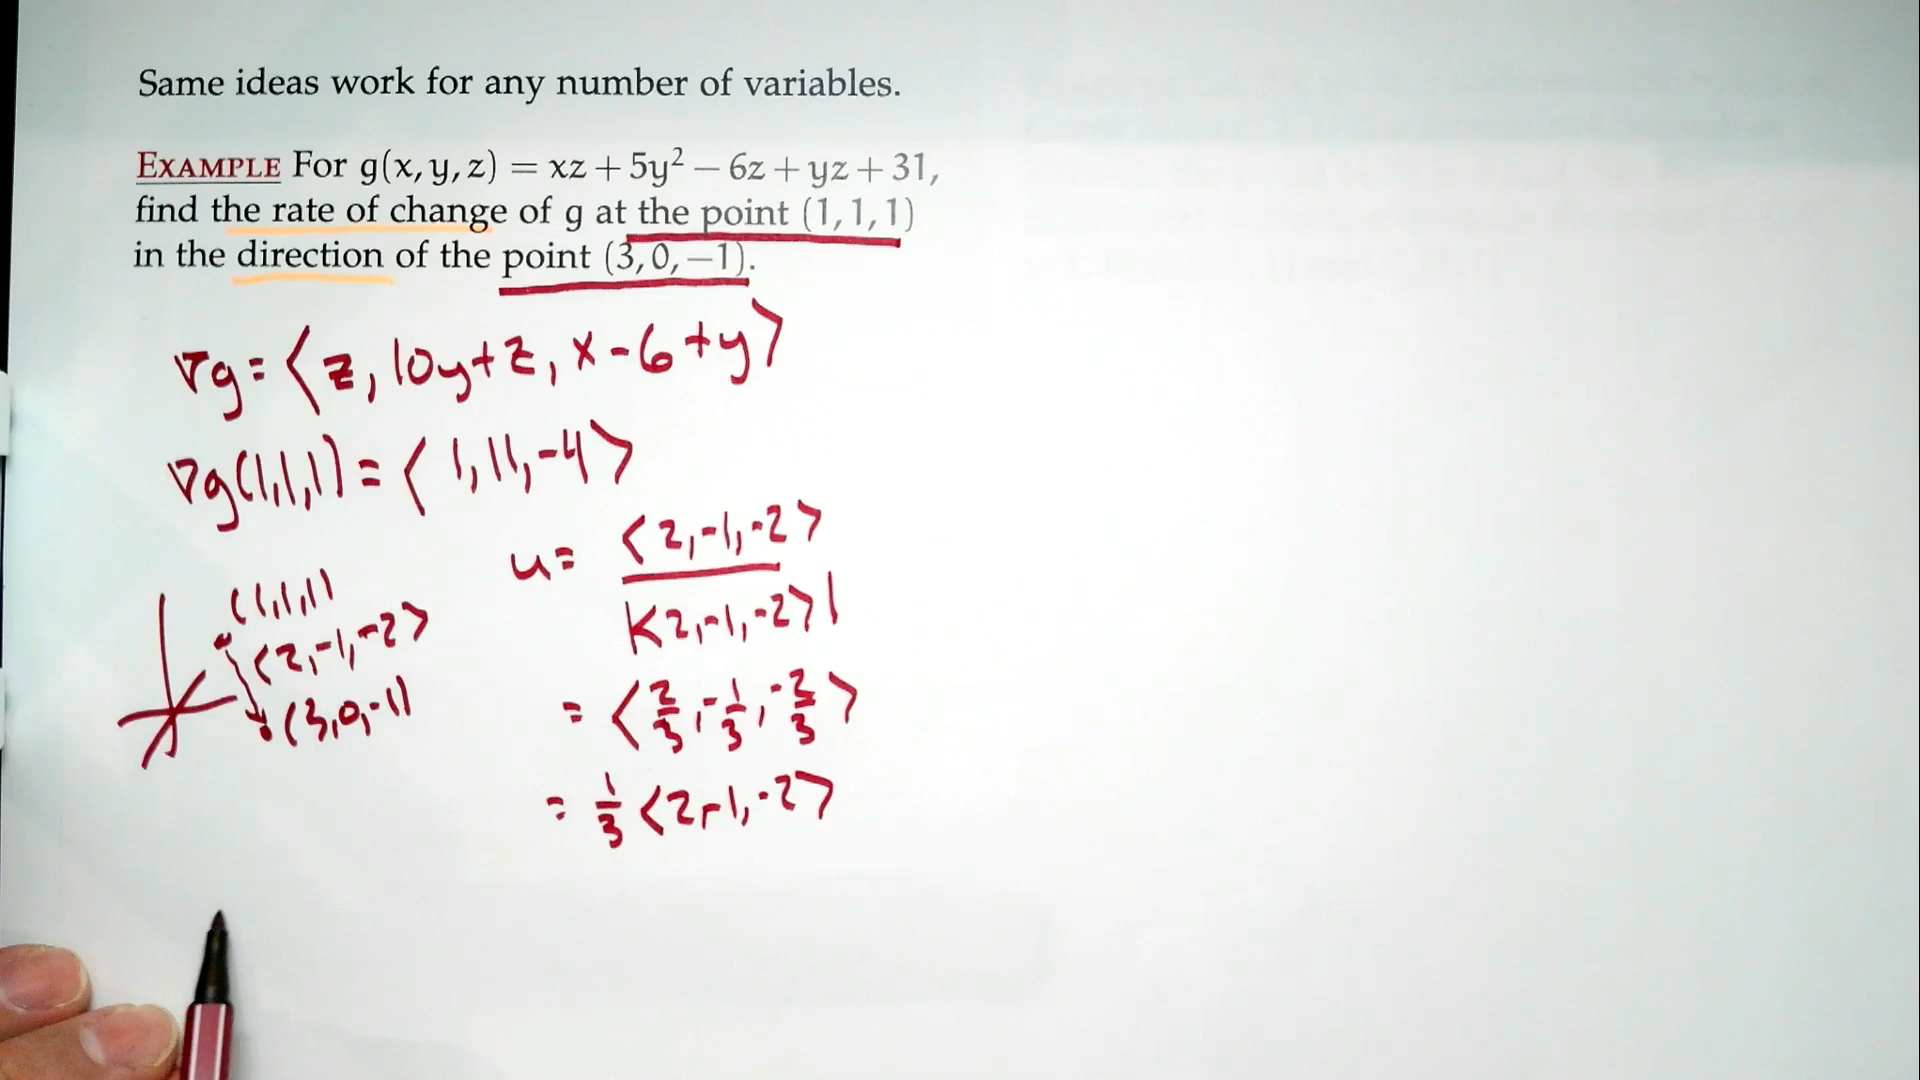 Same ideas work for any number of variables.
EXAMPLE For g(x, y, z) = xz + 5y² − 6z + yz + 31,
find the rate of change of g at the point (1, 1, 1)
in the direction of the point (3, 0, −1).
∇g = ⟨z, 10y+z, x-6+y⟩
∇g(1,1,1) = ⟨1, 11, -4⟩
u = ⟨2,-1,-2⟩ / |⟨2,-1,-2⟩|
= ⟨2/3, -1/3, -2/3⟩
= 1/3 ⟨2,-1,-2⟩
(1,1,1)
⟨2,-1,-2⟩
(3,0,-1)